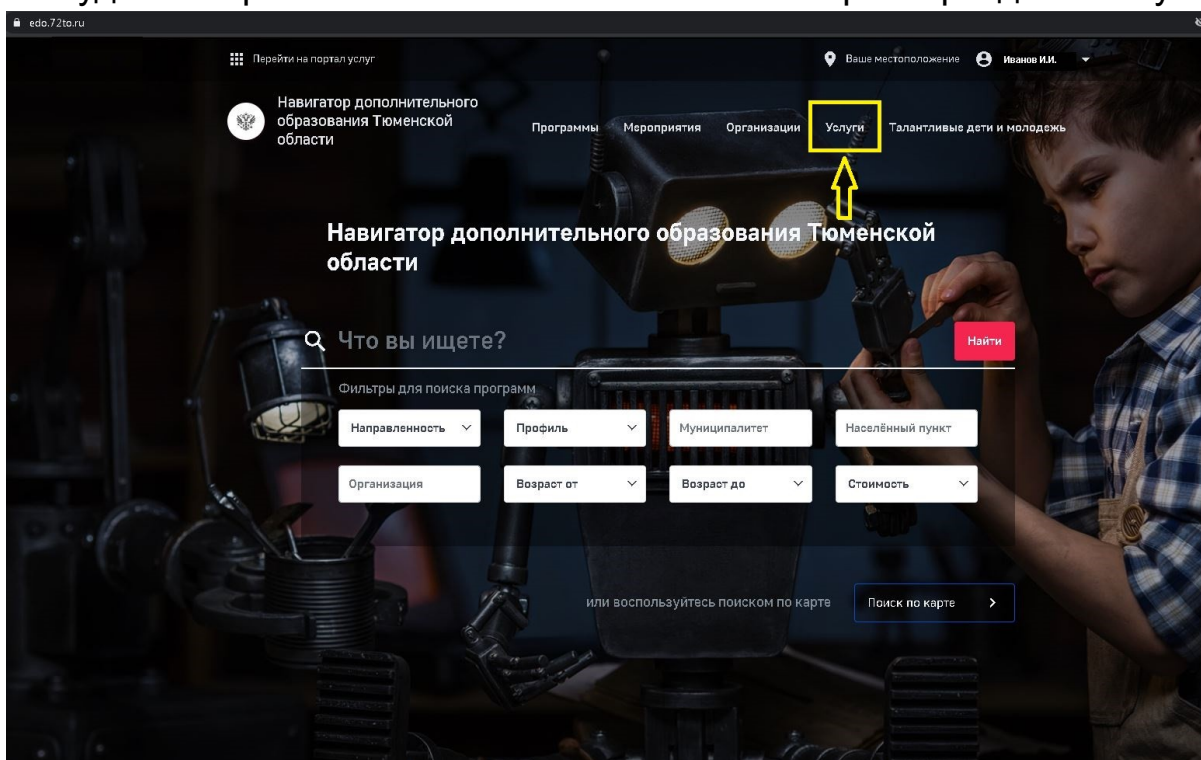 edo.72to.ru
Перейти на портал услуг
Ваше местоположение
Иванов И.И.
Навигатор дополнительного
образования Тюменской
области
Программы Мероприятия Организации Услуги Талантливые дети и молодежь
Навигатор дополнительного образования Тюменской
области
Что вы ищете?
Найти
Фильтры для поиска программ
Направленность Профиль Муниципалитет Населённый пункт
Организация Возраст от Возраст до Стоимость
или воспользуйтесь поиском по карте
Поиск по карте